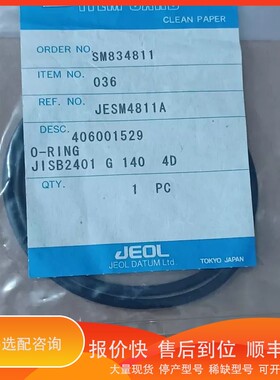 CLEAN PAPER
ORDER NO. SM834811
ITEM NO. 036
REF. NO. JESM4811A
DESC. 406001529
O-RING
JISB2401 G 140 4D
QTY. 1 PC
JEOL
JEOL DATUM Ltd TOKYO JAPAN
选配咨询
报价快 售后到位 顺丰
大量现货 停产型号 稀缺型号 可询